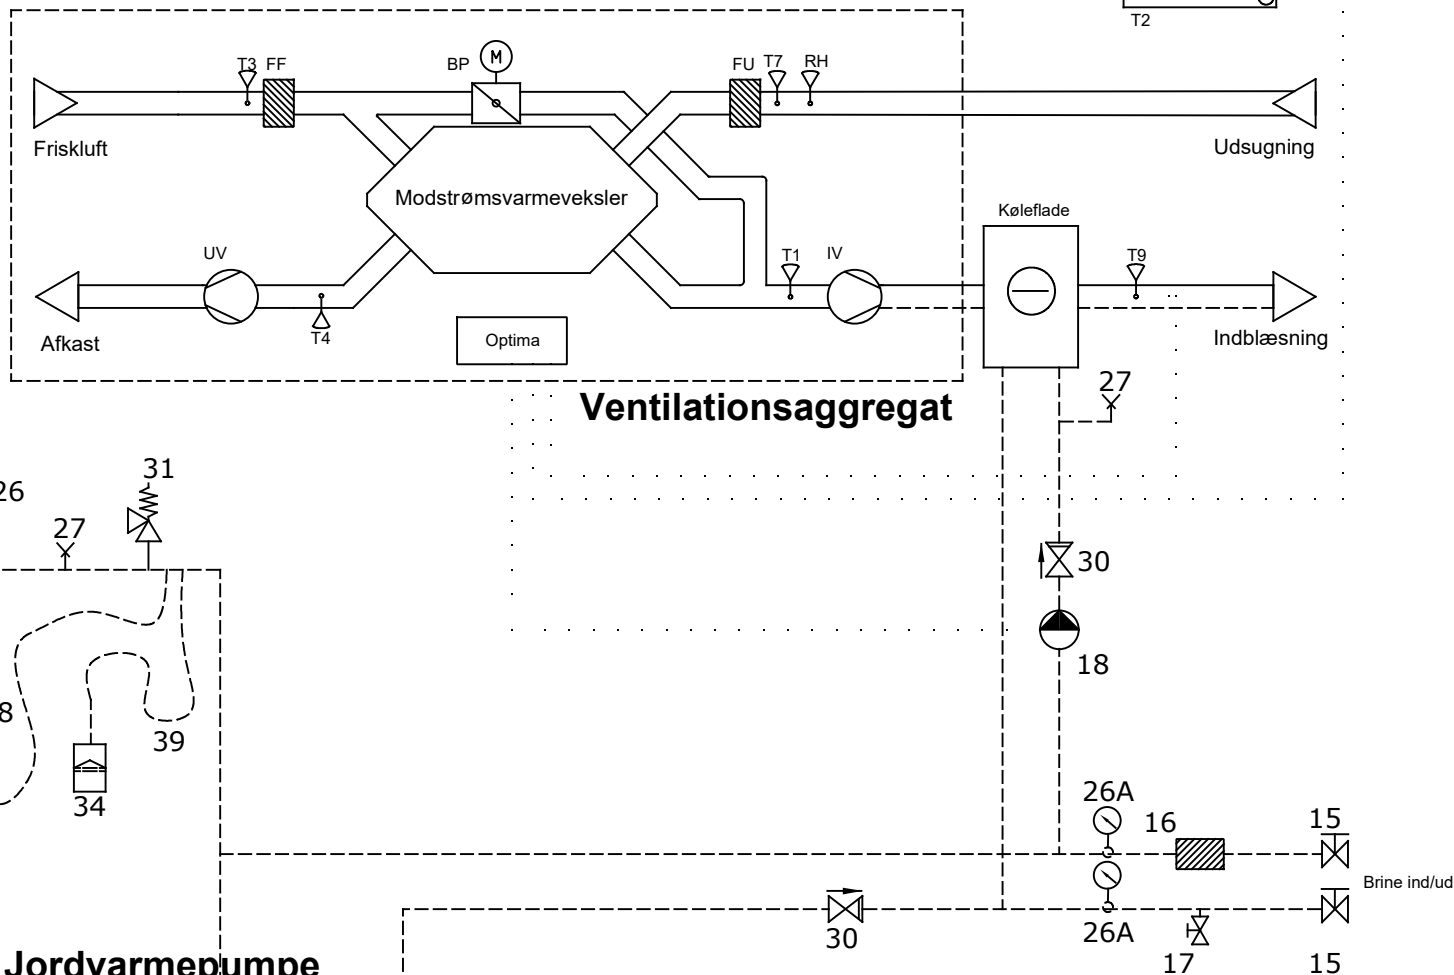 T2
T3 FF
BP
M
FU T7 RH
Friskluft
Udsugning
Modstrømsvarmeveksler
Køleflade
UV
T1
IV
T9
T4
Optima
Afkast
Indblæsning
Ventilationsaggregat
27
31
26
27
30
18
8
39
34
26A
16
15
Brine ind/ud
30
26A
17
15
Jordvarmepumpe